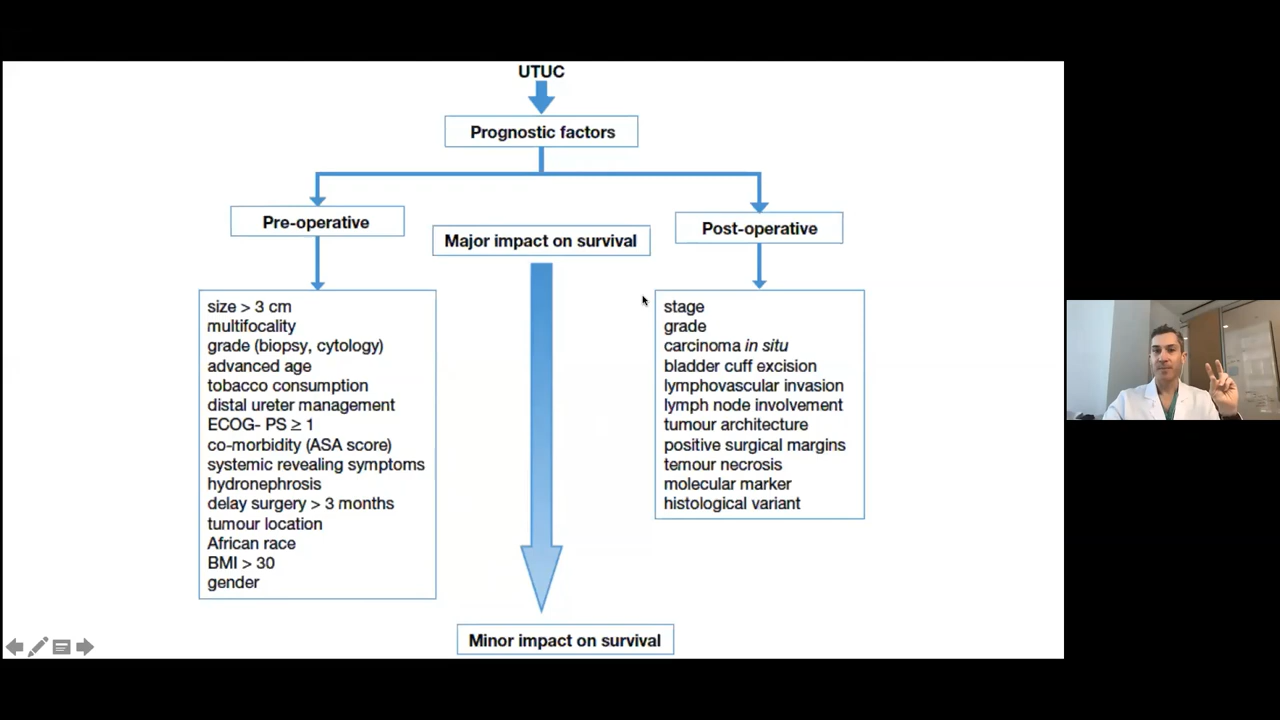 UTUC
Prognostic factors
Pre-operative
Major impact on survival
Post-operative
size > 3 cm
multifocality
grade (biopsy, cytology)
advanced age
tobacco consumption
distal ureter management
ECOG- PS ≥ 1
co-morbidity (ASA score)
systemic revealing symptoms
hydronephrosis
delay surgery > 3 months
tumour location
African race
BMI > 30
gender
stage
grade
carcinoma in situ
bladder cuff excision
lymphovascular invasion
lymph node involvement
tumour architecture
positive surgical margins
temour necrosis
molecular marker
histological variant
Minor impact on survival